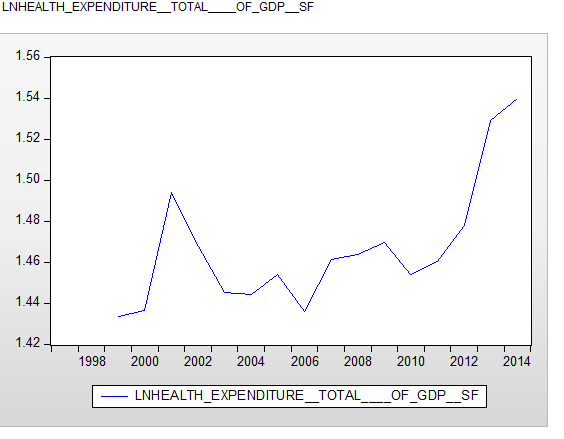 LNHEALTH_EXPENDITURE__TOTAL____OF_GDP__SF
1.56
1.54
1.52
1.50
1.48
1.46
1.44
1.42
1998 2000 2002 2004 2006 2008 2010 2012 2014
LNHEALTH_EXPENDITURE__TOTAL____OF_GDP__SF